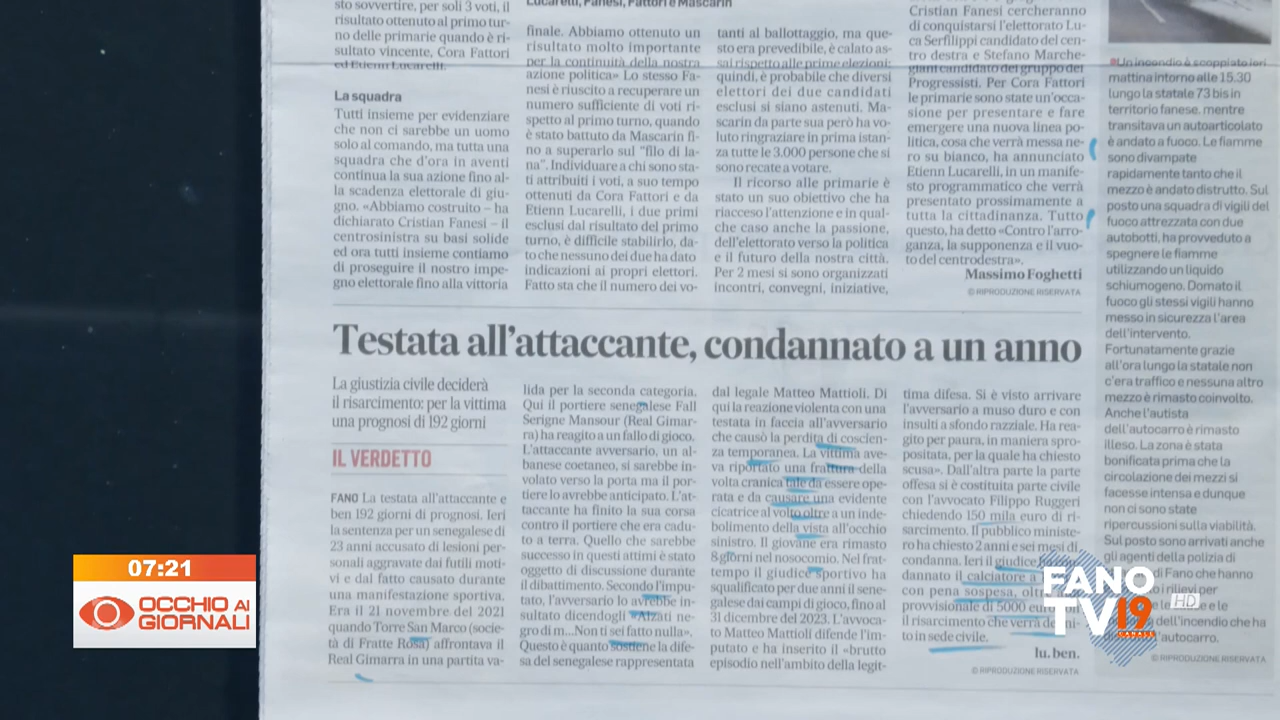 sto sovvertire, per soli 3 voti, il
risultato ottenuto al primo tur-
no delle primarie quando è ri-
sultato vincente, Cora Fattori
ed Etienn Lucarelli.
La squadra
Tutti insieme per evidenziare
che non ci sarebbe un uomo
solo al comando, ma tutta una
squadra che d'ora in aventi
continua la sua azione fino al-
la scadenza elettorale di giu-
gno. «Abbiamo costruito – ha
dichiarato Cristian Fanesi – il
centrosinistra su basi solide
ed ora tutti insieme contiamo
di proseguire il nostro impe-
gno elettorale fino alla vittoria
Lucarelli, Fanesi, Fattori e Mascarin
finale. Abbiamo ottenuto un
risultato molto importante
per la continuità della nostra
azione politica» Lo stesso Fa-
nesi è riuscito a recuperare un
numero sufficiente di voti ri-
spetto al primo turno, quando
è stato battuto da Mascarin fi-
no a superarlo sul "filo di la-
na". Individuare a chi sono sta-
ti attribuiti i voti, a suo tempo
ottenuti da Cora Fattori e da
Etienn Lucarelli, i due primi
esclusi dal risultato del primo
turno, è difficile stabilirlo, da-
to che nessuno dei due ha dato
indicazioni ai propri elettori.
Fatto sta che il numero dei vo-
tanti al ballottaggio, ma que-
sto era prevedibile, è calato as-
sai rispetto alle prime elezioni;
quindi, è probabile che diversi
elettori dei due candidati
esclusi si siano astenuti. Ma-
scarin da parte sua però ha vo-
luto ringraziare in prima istan-
za tutte le 3.000 persone che si
sono recate a votare.
Il ricorso alle primarie è
stato un suo obiettivo che ha
riacceso l'attenzione e in qual-
che caso anche la passione,
dell'elettorato verso la politica
e il futuro della nostra città.
Per 2 mesi si sono organizzati
incontri, convegni, iniziative,
Cristian Fanesi cercheranno
di conquistarsi l'elettorato Lu-
ca Serfilippi candidato del cen-
tro destra e Stefano Marche-
giani candidato del gruppo dei
Progressisti. Per Cora Fattori
le primarie sono state un'occa-
sione per presentare e fare
emergere una nuova linea po-
litica, cosa che verrà messa ne-
ro su bianco, ha annunciato
Etienn Lucarelli, in un manife-
sto programmatico che verrà
presentato prossimamente a
tutta la cittadinanza. Tutto
questo, ha detto «Contro l'arro-
ganza, la supponenza e il vuo-
to del centrodestra».
Massimo Foghetti
© RIPRODUZIONE RISERVATA
Un incendio è scoppiato ieri
mattina intorno alle 15.30
lungo la statale 73 bis in
territorio fanese, mentre
transitava un autoarticolato
è andato a fuoco. Le fiamme
sono divampate
rapidamente tanto che il
mezzo è andato distrutto. Sul
posto una squadra di vigili del
fuoco attrezzata con due
autobotti, ha provveduto a
spegnere le fiamme
utilizzando un liquido
schiumogeno. Domato il
fuoco gli stessi vigili hanno
messo in sicurezza l'area
dell'intervento.
Fortunatamente grazie
all'ora lungo la statale non
c'era traffico e nessuna altro
mezzo è rimasto coinvolto.
Anche l'autista
dell'autocarro è rimasto
illeso. La zona è stata
bonificata prima che la
circolazione dei mezzi si
facesse intensa e dunque
non ci sono state
ripercussioni sulla viabilità.
Sul posto sono arrivati anche
gli agenti della polizia di
di Fano che hanno
i rilievi per
e le
dell'incendio che ha
autocarro.
© RIPRODUZIONE RISERVATA
Testata all'attaccante, condannato a un anno
La giustizia civile deciderà
il risarcimento: per la vittima
una prognosi di 192 giorni
IL VERDETTO
FANO La testata all'attaccante e
ben 192 giorni di prognosi. Ieri
la sentenza per un senegalese di
23 anni accusato di lesioni per-
sonali aggravate dai futili moti-
vi e dal fatto causato durante
una manifestazione sportiva.
Era il 21 novembre del 2021
quando Torre San Marco (socie-
tà di Fratte Rosa) affrontava il
Real Gimarra in una partita va-
lida per la seconda categoria.
Qui il portiere senegalese Fall
Serigne Mansour (Real Gimar-
ra) ha reagito a un fallo di gioco.
L'attaccante avversario, un al-
banese coetaneo, si sarebbe in-
volato verso la porta ma il por-
tiere lo avrebbe anticipato. L'at-
taccante ha finito la sua corsa
contro il portiere che era cadu-
to a terra. Quello che sarebbe
successo in questi attimi è stato
oggetto di discussione durante
il dibattimento. Secondo l'impu-
tato, l'avversario lo avrebbe in-
sultato dicendogli «Alzati ne-
gro di m...Non ti sei fatto nulla».
Questo è quanto sostiene la dife-
sa del senegalese rappresentata
dal legale Matteo Mattioli. Di
qui la reazione violenta con una
testata in faccia all'avversario
che causò la perdita di coscien-
za temporanea. La vittima ave-
va riportato una frattura della
volta cranica tale da essere ope-
rata e da causare una evidente
cicatrice al volto oltre a un inde-
bolimento della vista all'occhio
sinistro. Il giovane era rimasto
8 giorni nel nosocomio. Nel frat-
tempo il giudice sportivo ha
squalificato per due anni il sene-
galese dai campi di gioco, fino al
31 dicembre del 2023. L'avvoca-
to Matteo Mattioli difende l'im-
putato e ha inserito il «brutto
episodio nell'ambito della legit-
tima difesa. Si è visto arrivare
l'avversario a muso duro e con
insulti a sfondo razziale. Ha rea-
gito per paura, in maniera spro-
positata, per la quale ha chiesto
scusa». Dall'altra parte la parte
offesa si è costituita parte civile
con l'avvocato Filippo Ruggeri
chiedendo 150 mila euro di ri-
sarcimento. Il pubblico ministe-
ro ha chiesto 2 anni e sei mesi di
condanna. Ieri il giudice
dannato il calciatore a
con pena sospesa, oltre
provvisionale di 5000 euro
il risarcimento che verrà
to in sede civile.
lu. ben.
© RIPRODUZIONE RISERVATA
07:21
OCCHIO AI
GIORNALI
FANO
TV19
HD